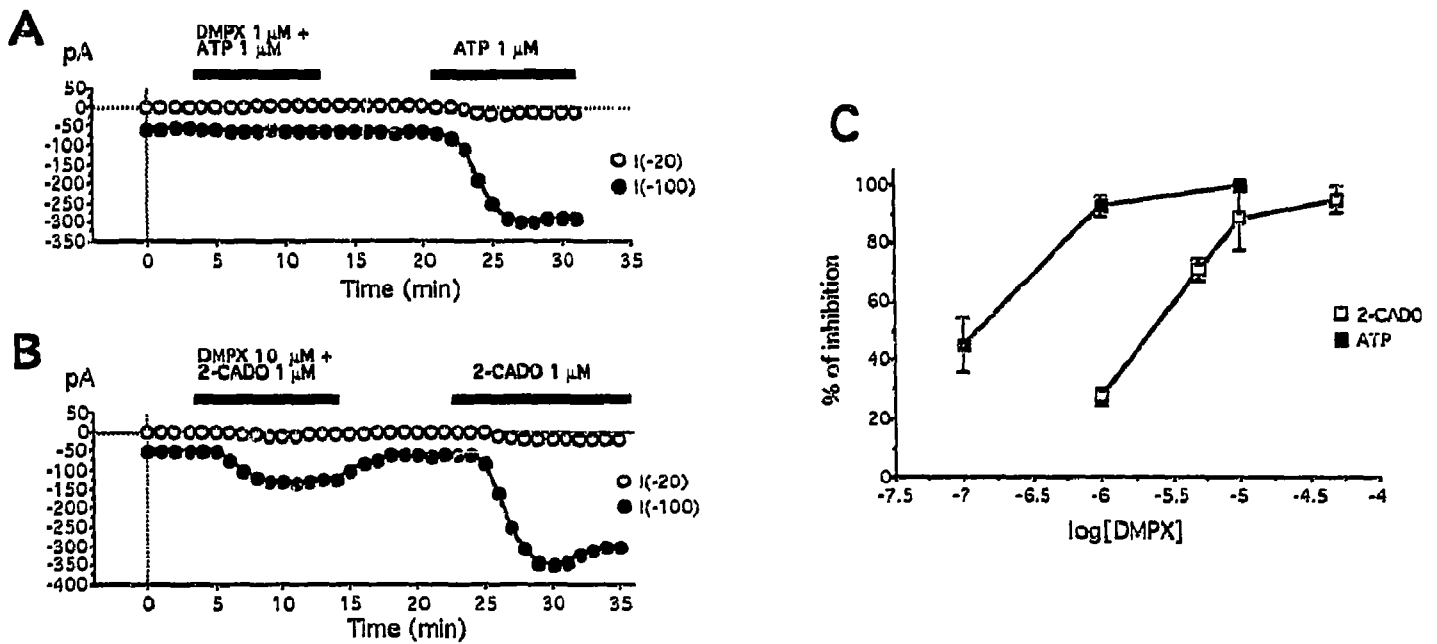 A
pA
DMPX 1 µM +
ATP 1 µM
ATP 1 µM
50
0
-50
-100
-150
-200
-250
-300
-350
0 5 10 15 20 25 30 35
Time (min)
I(-20)
I(-100)
B
pA
DMPX 10 µM +
2-CADO 1 µM
2-CADO 1 µM
50
0
-50
-100
-150
-200
-250
-300
-350
-400
0 5 10 15 20 25 30 35
Time (min)
I(-20)
I(-100)
C
% of inhibition
100
80
60
40
20
0
-7.5 -7 -6.5 -6 -5.5 -5 -4.5 -4
log[DMPX]
2-CADO
ATP